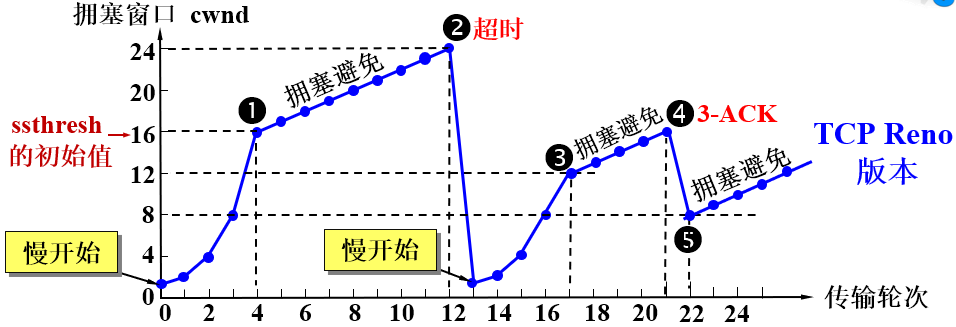 拥塞窗口 cwnd
❷超时
24
拥塞避免
20
❶
ssthresh
的初始值
16
拥塞避免
❹ 3-ACK
TCP Reno
版本
❸
12
拥塞避免
8
❺
慢开始
慢开始
4
0
0 2 4 6 8 10 12 14 16 18 20 22 24
传输轮次